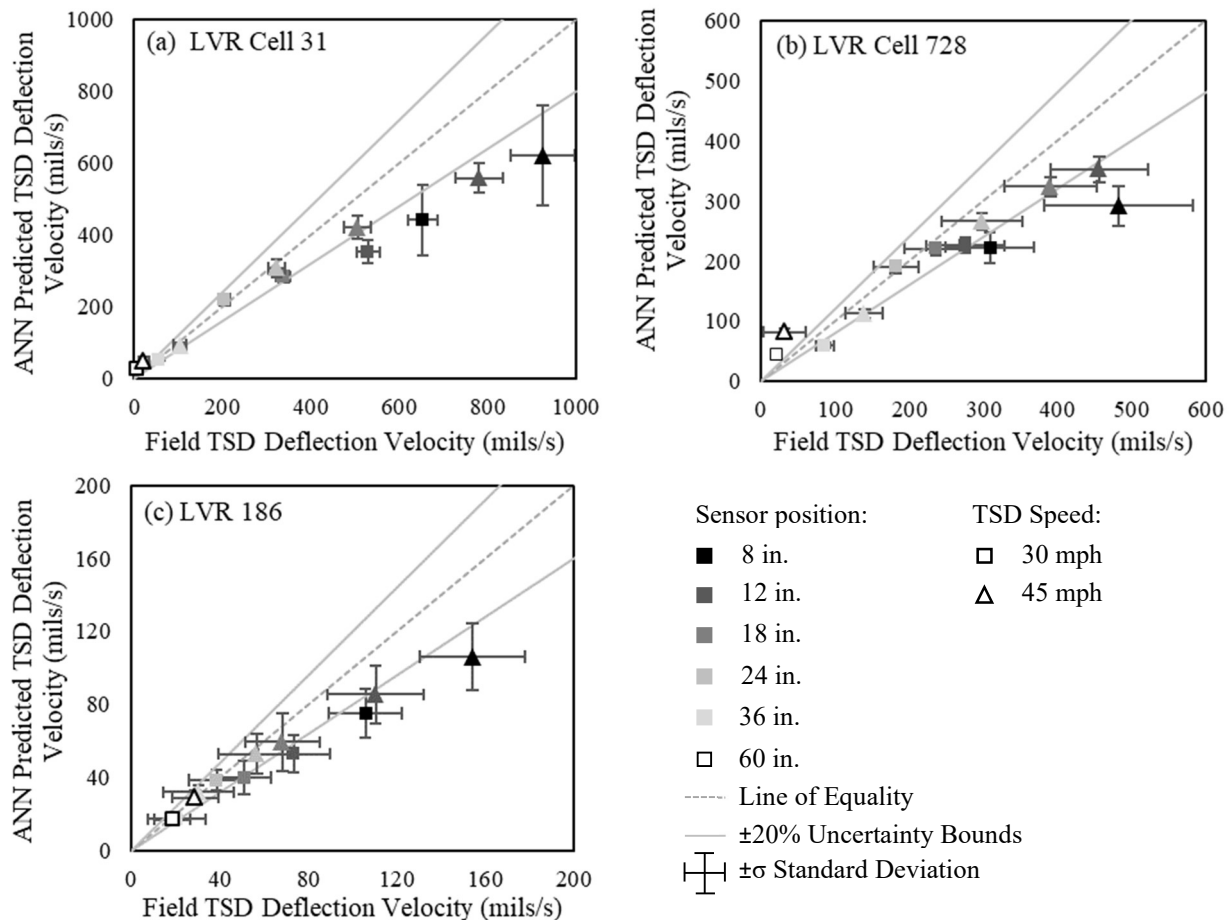 (a) LVR Cell 31
ANN Predicted TSD Deflection
Velocity (mils/s)
1000
800
600
400
200
0
0 200 400 600 800 1000
Field TSD Deflection Velocity (mils/s)
(b) LVR Cell 728
ANN Predicted TSD Deflection
Velocity (mils/s)
600
500
400
300
200
100
0
0 100 200 300 400 500 600
Field TSD Deflection Velocity (mils/s)
(c) LVR 186
ANN Predicted TSD Deflection
Velocity (mils/s)
200
160
120
80
40
0
0 40 80 120 160 200
Field TSD Deflection Velocity (mils/s)
Sensor position:
8 in.
12 in.
18 in.
24 in.
36 in.
60 in.
TSD Speed:
30 mph
45 mph
Line of Equality
±20% Uncertainty Bounds
±σ Standard Deviation